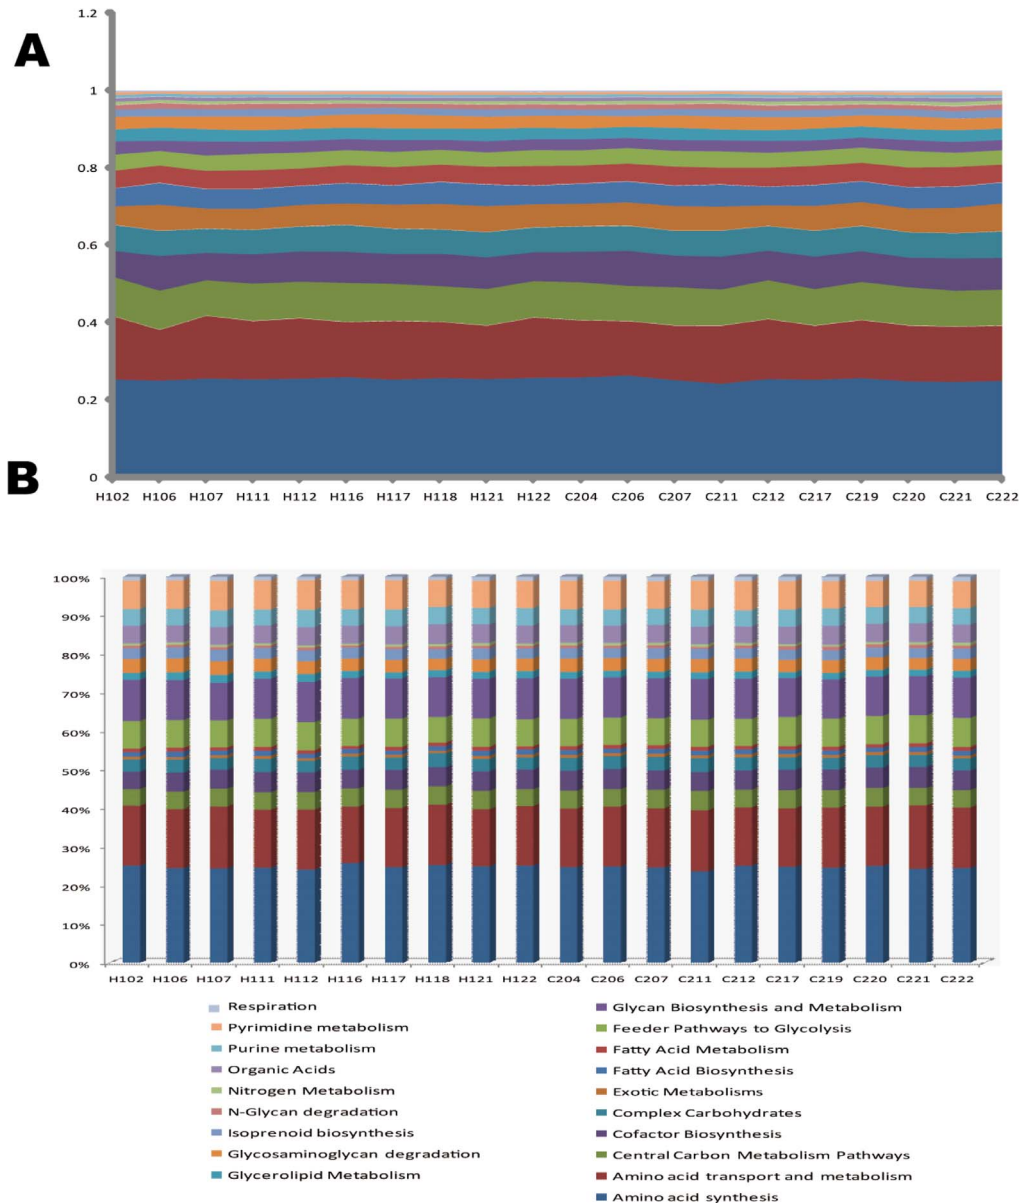 A
1.2
1
0.8
0.6
0.4
0.2
0
H102 H106 H107 H111 H112 H116 H117 H118 H121 H122 C204 C206 C207 C211 C212 C217 C219 C220 C221 C222
B
100%
90%
80%
70%
60%
50%
40%
30%
20%
10%
0%
H102 H106 H107 H111 H112 H116 H117 H118 H121 H122 C204 C206 C207 C211 C212 C217 C219 C220 C221 C222
Respiration
Pyrimidine metabolism
Purine metabolism
Organic Acids
Nitrogen Metabolism
N-Glycan degradation
Isoprenoid biosynthesis
Glycosaminoglycan degradation
Glycerolipid Metabolism
Glycan Biosynthesis and Metabolism
Feeder Pathways to Glycolysis
Fatty Acid Metabolism
Fatty Acid Biosynthesis
Exotic Metabolisms
Complex Carbohydrates
Cofactor Biosynthesis
Central Carbon Metabolism Pathways
Amino acid transport and metabolism
Amino acid synthesis